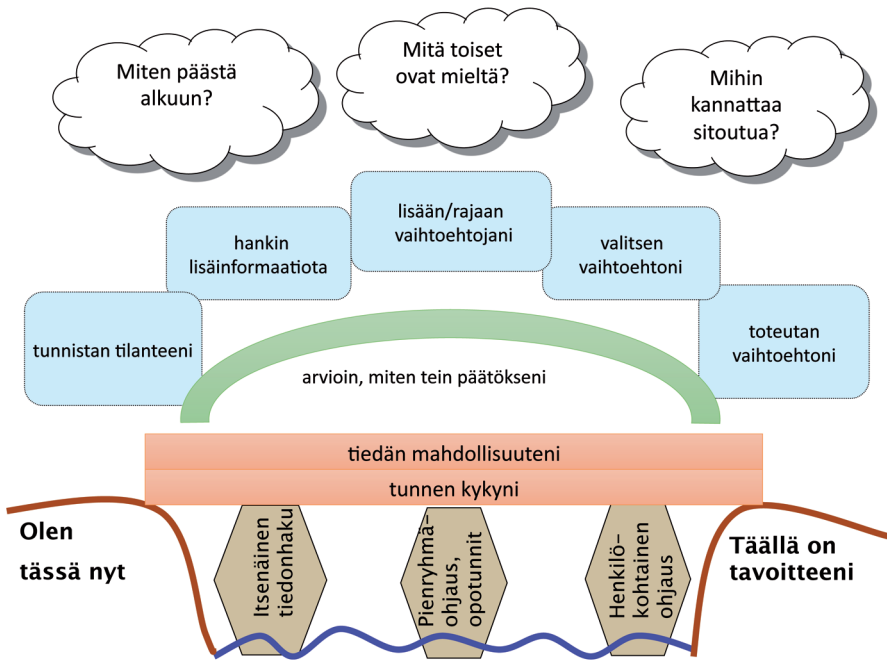 Miten päästä
alkuun?
Mitä toiset
ovat mieltä?
Mihin
kannattaa
sitoutua?
tunnistan tilanteeni
hankin
lisäinformaatiota
lisään/rajaan
vaihtoehtojani
valitsen
vaihtoehtoni
toteutan
vaihtoehtoni
arvioin, miten tein päätökseni
tiedän mahdollisuuteni
tunnen kykyni
Olen
tässä nyt
Itsenäinen
tiedonhaku
Pienryhmä-
ohjaus,
opotunnit
Henkilö-
kohtainen
ohjaus
Täällä on
tavoitteeni